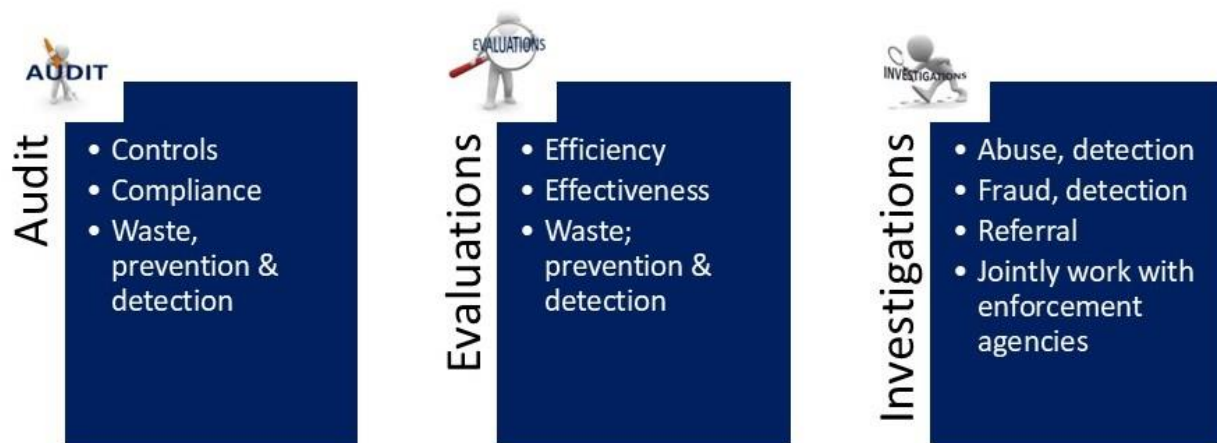 AUDIT
Audit
• Controls
• Compliance
• Waste,
prevention &
detection
EVALUATIONS
Evaluations
• Efficiency
• Effectiveness
• Waste;
prevention &
detection
INVESTIGATIONS
Investigations
• Abuse, detection
• Fraud, detection
• Referral
• Jointly work with
enforcement
agencies